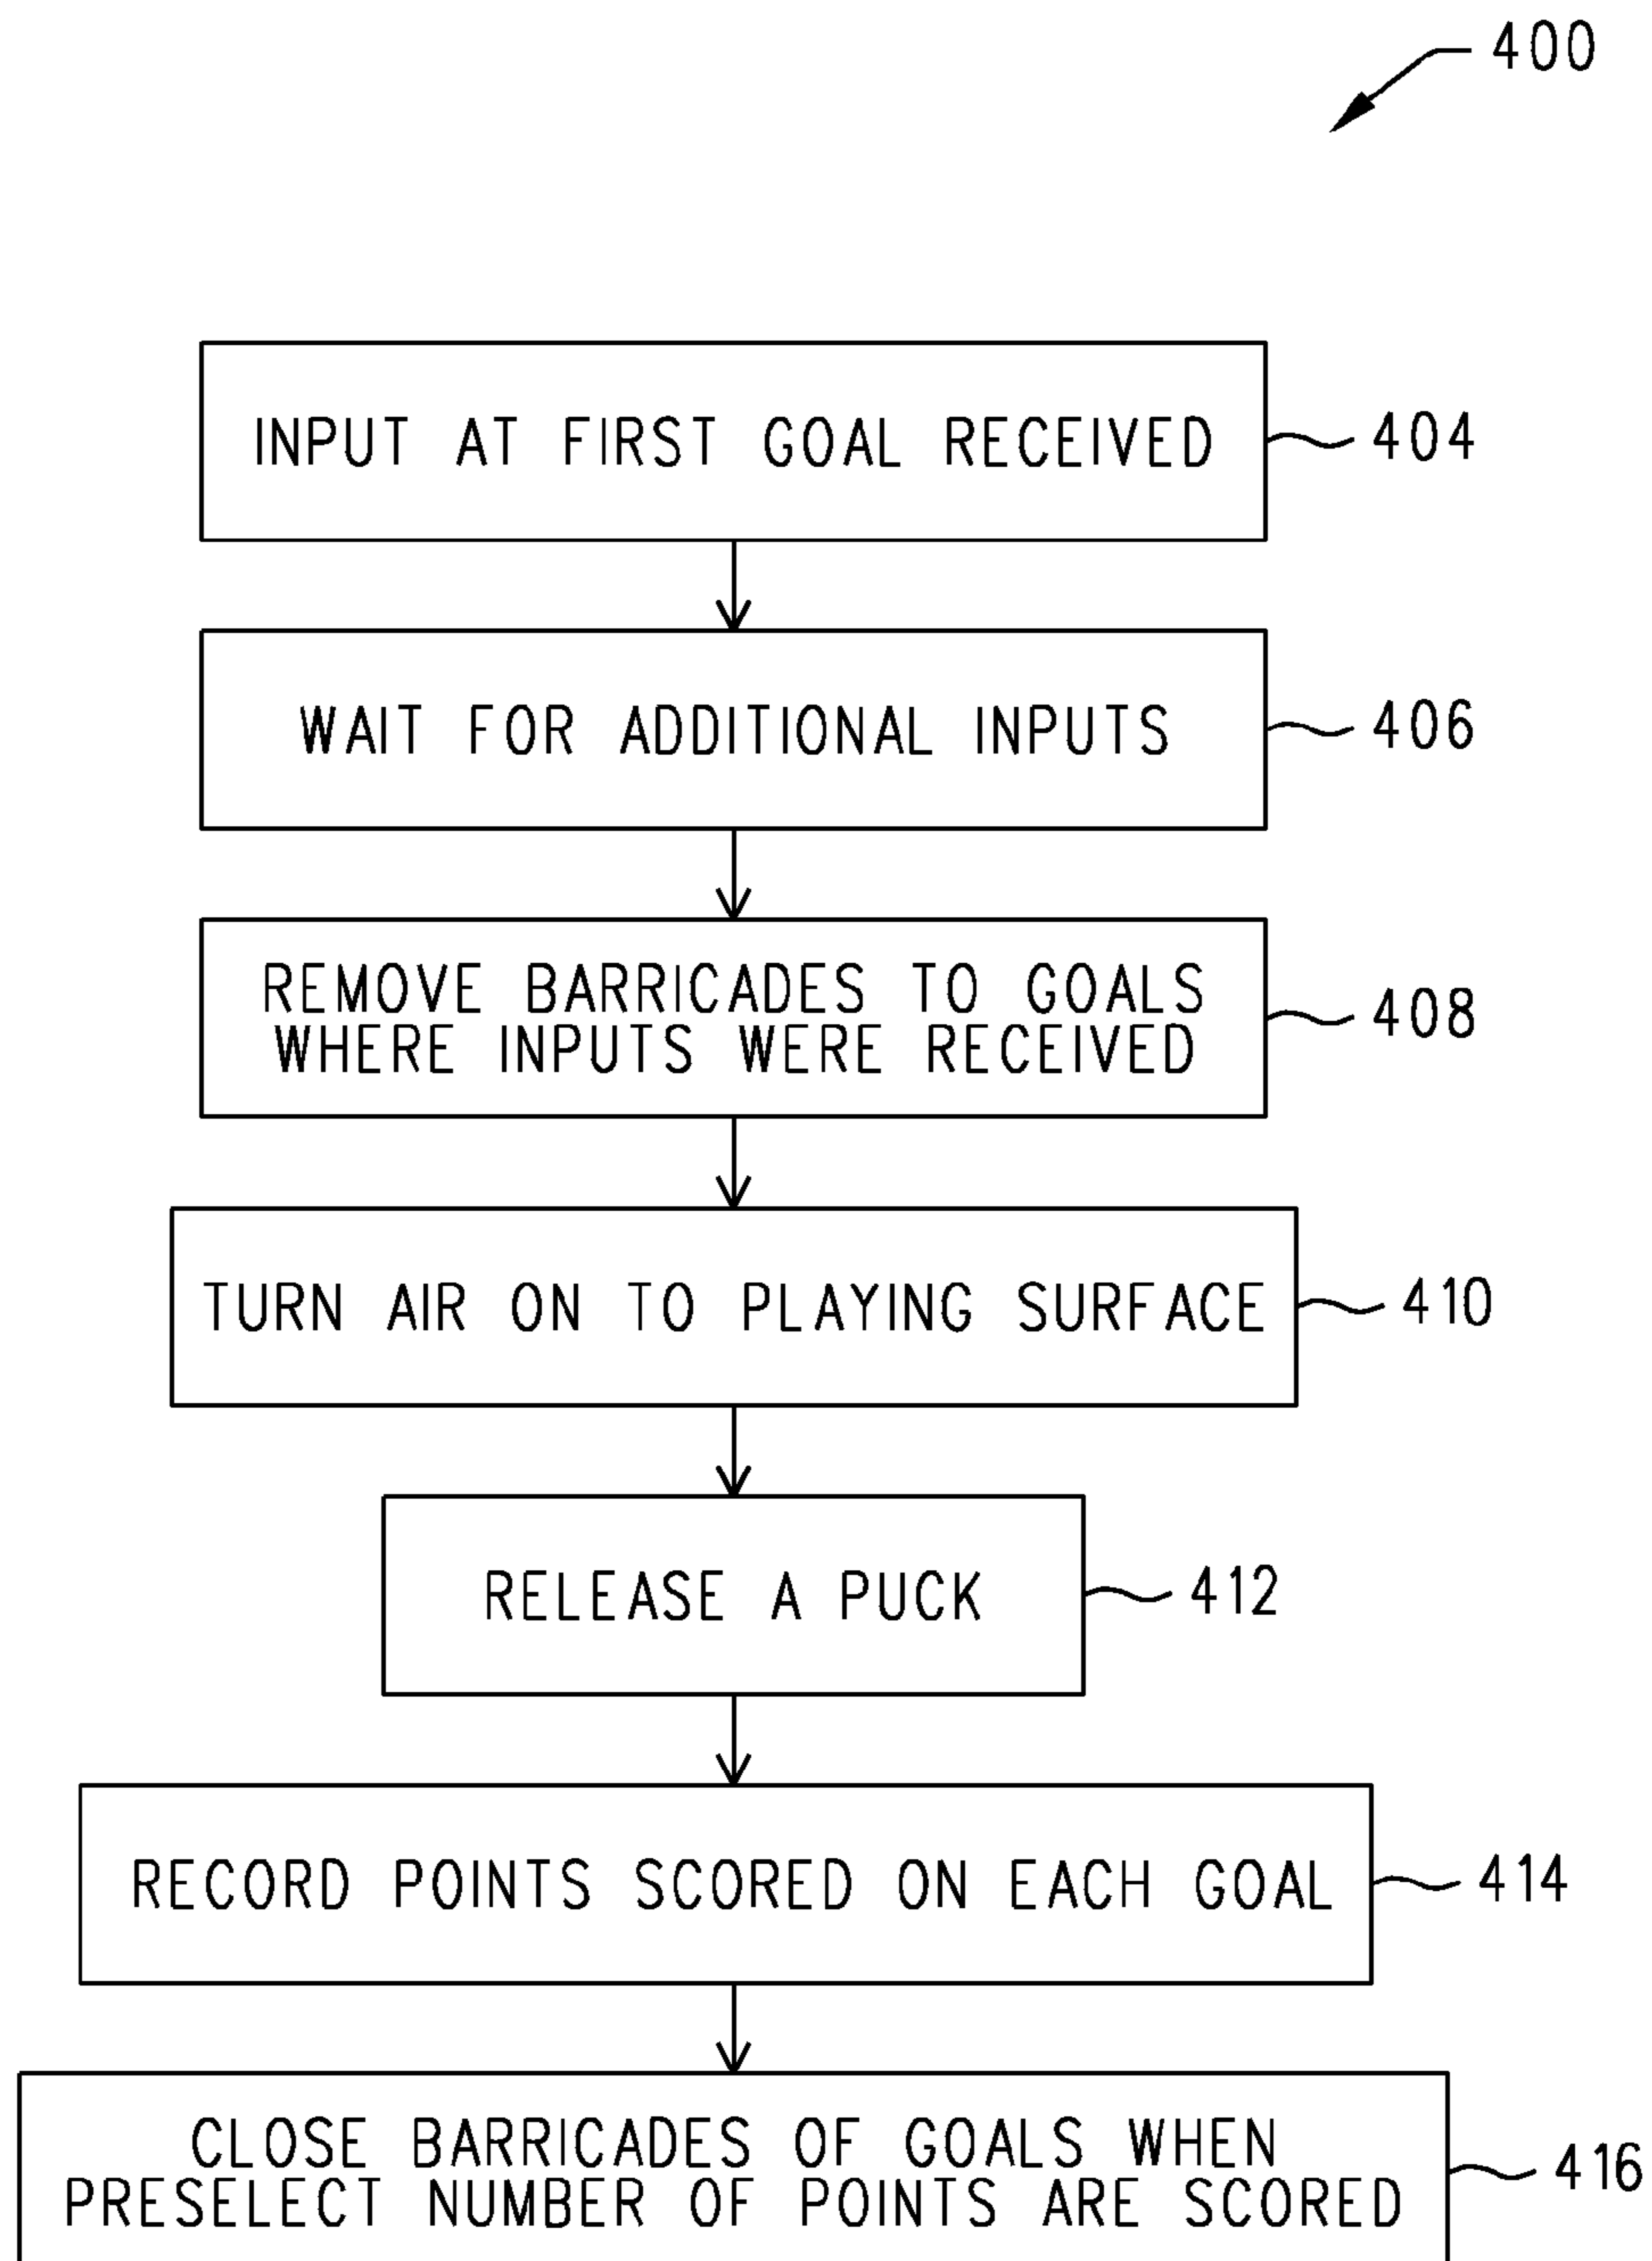 400
INPUT AT FIRST GOAL RECEIVED
404
WAIT FOR ADDITIONAL INPUTS
406
REMOVE BARRICADES TO GOALS
WHERE INPUTS WERE RECEIVED
408
TURN AIR ON TO PLAYING SURFACE
410
RELEASE A PUCK
412
RECORD POINTS SCORED ON EACH GOAL
414
CLOSE BARRICADES OF GOALS WHEN
PRESELECT NUMBER OF POINTS ARE SCORED
416